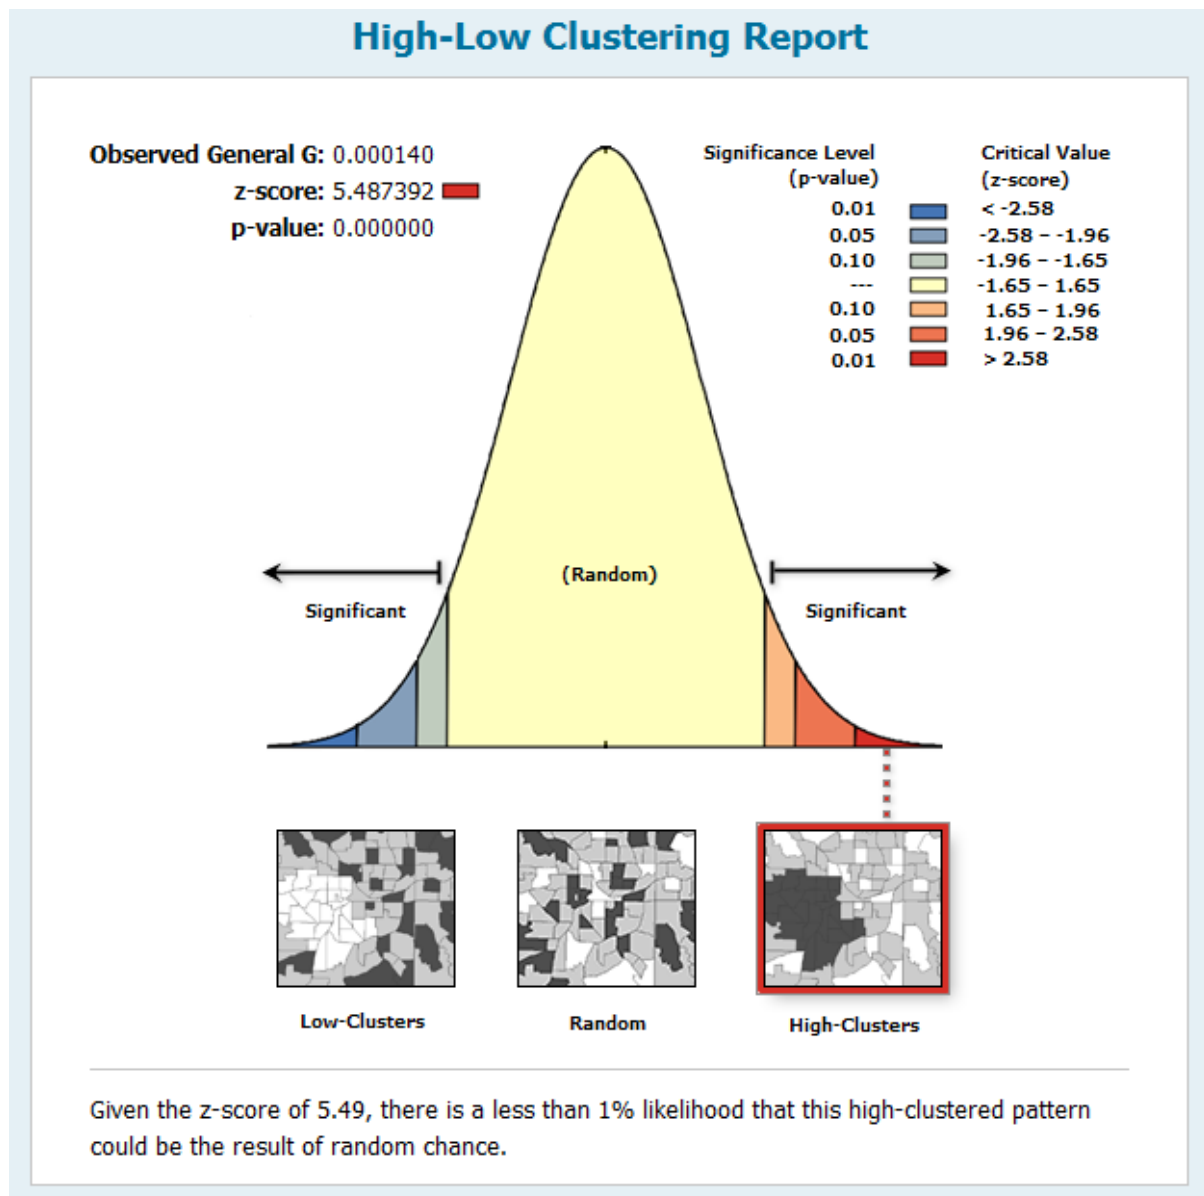 High-Low Clustering Report
Observed General G: 0.000140
z-score: 5.487392
p-value: 0.000000
Significance Level
(p-value)
Critical Value
(z-score)
0.01 < -2.58
0.05 -2.58 – -1.96
0.10 -1.96 – -1.65
--- -1.65 – 1.65
0.10 1.65 – 1.96
0.05 1.96 – 2.58
0.01 > 2.58
(Random)
Significant
Significant
Low-Clusters
Random
High-Clusters
Given the z-score of 5.49, there is a less than 1% likelihood that this high-clustered pattern
could be the result of random chance.